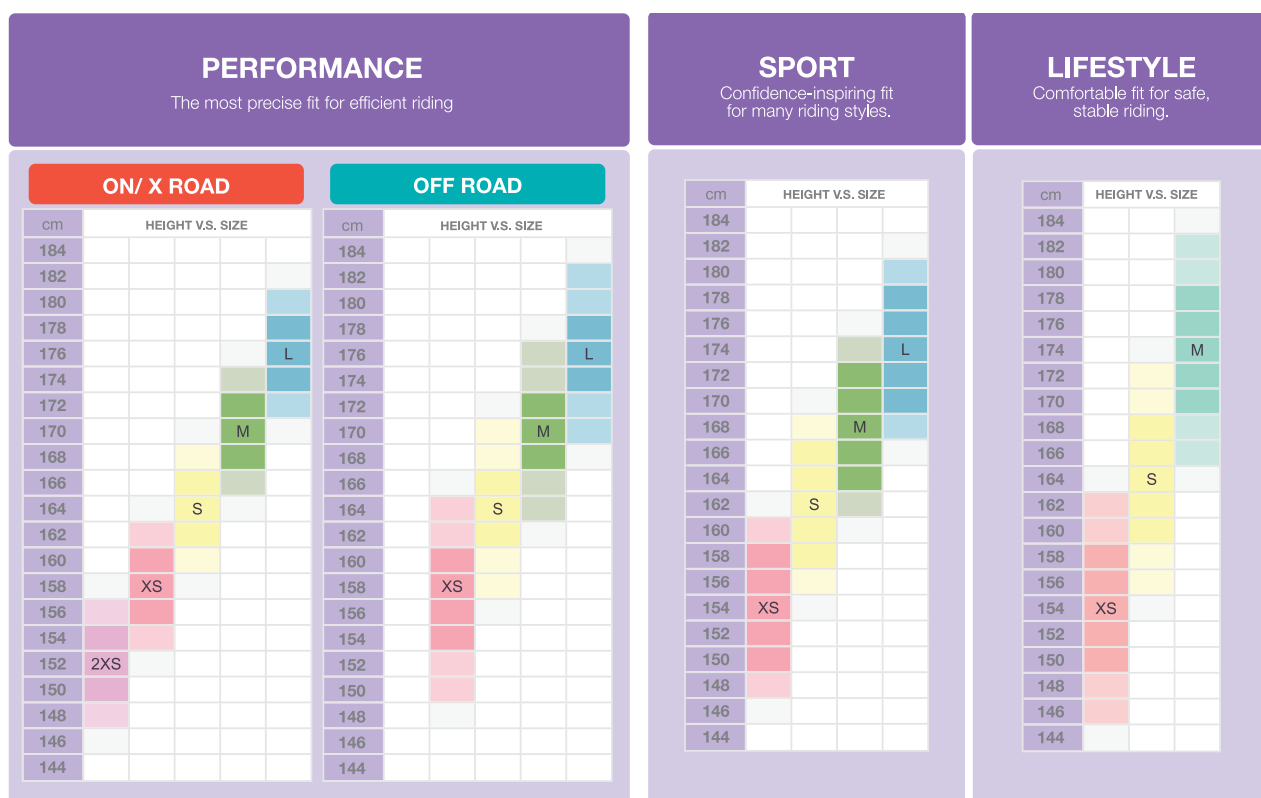 PERFORMANCE
The most precise fit for efficient riding
ON/ X ROAD
cm HEIGHT V.S. SIZE
184
182
180
178
176 L
174
172
170 M
168
166
164 S
162
160
158 XS
156
154
152 2XS
150
148
146
144
OFF ROAD
cm HEIGHT V.S. SIZE
184
182
180
178
176 L
174
172
170 M
168
166
164 S
162
160
158 XS
156
154
152
150
148
146
144
SPORT
Confidence-inspiring fit
for many riding styles.
cm HEIGHT V.S. SIZE
184
182
180
178
176
174 L
172
170
168 M
166
164
162 S
160
158
156
154 XS
152
150
148
146
144
LIFESTYLE
Comfortable fit for safe,
stable riding.
cm HEIGHT V.S. SIZE
184
182
180
178
176
174 M
172
170
168
166
164 S
162
160
158
156
154 XS
152
150
148
146
144